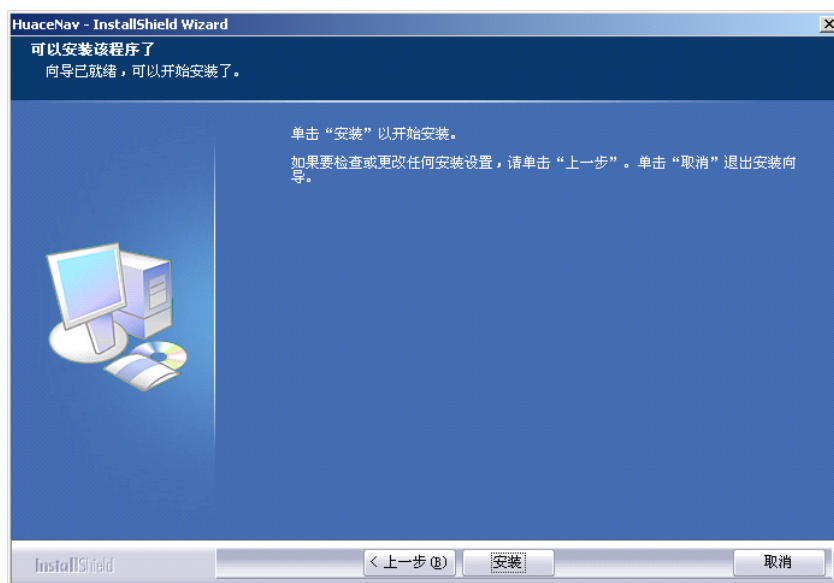 HuaceNav - InstallShield Wizard
可以安装该程序了
向导已就绪，可以开始安装了。
单击“安装”以开始安装。
如果要检查或更改任何安装设置，请单击“上一步”。单击“取消”退出安装向
导。
InstallShield
< 上一步(B)
安装
取消